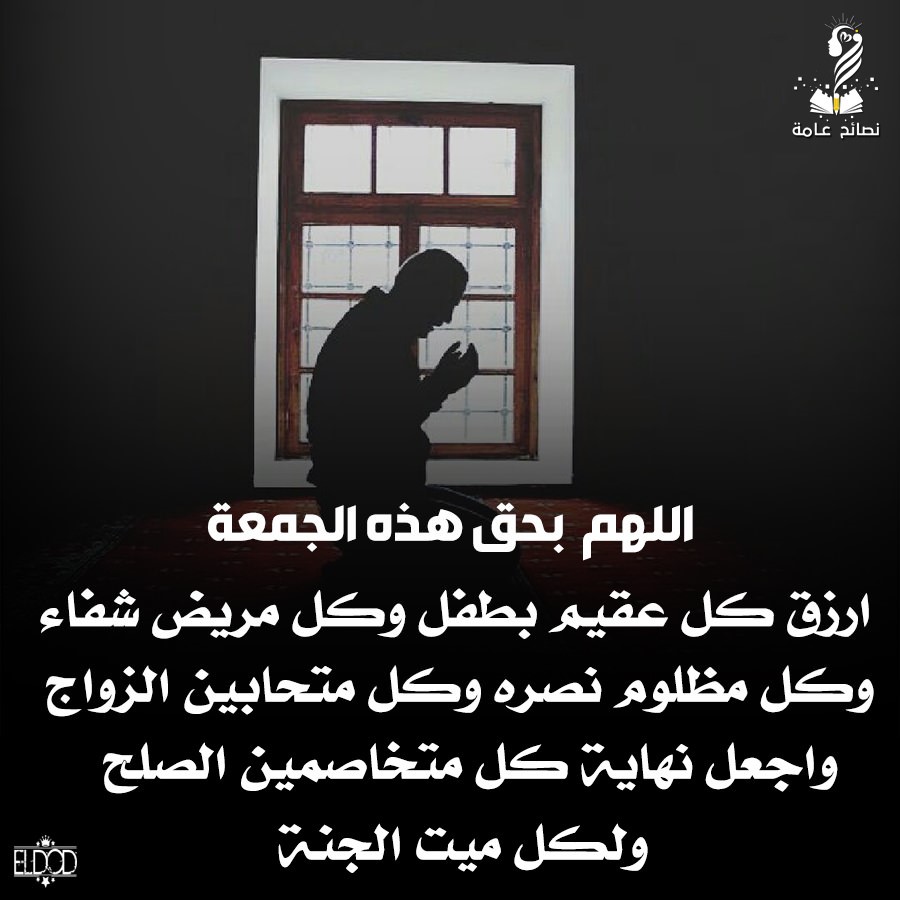 نصائح عامة
اللهم بحق هذه الجمعة
ارزق كل عقيم بطفل وكل مريض شفاء
وكل مظلوم نصره وكل متحابين الزواج
واجعل نهاية كل متخاصمين الصلح
ولكل ميت الجنة
ELDOD